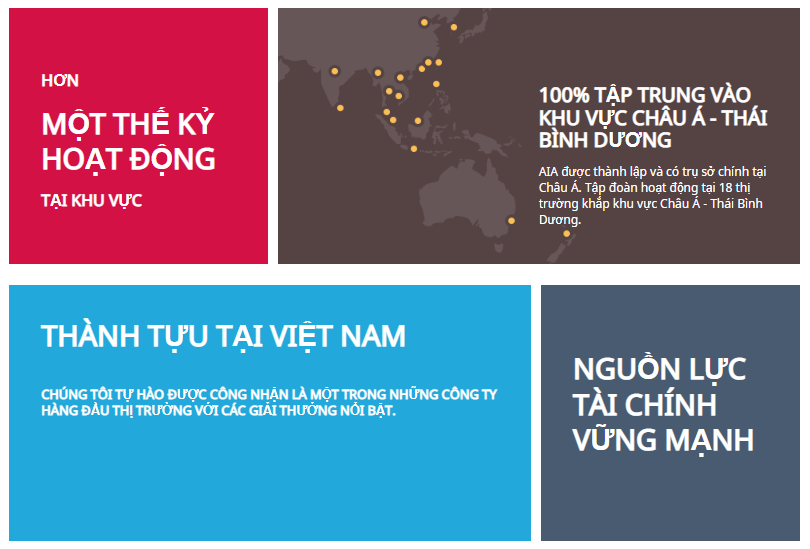 HƠN
MỘT THẾ KỶ
HOẠT ĐỘNG
TẠI KHU VỰC
100% TẬP TRUNG VÀO
KHU VỰC CHÂU Á - THÁI
BÌNH DƯƠNG
AIA được thành lập và có trụ sở chính tại
Châu Á. Tập đoàn hoạt động tại 18 thị
trường khắp khu vực Châu Á - Thái Bình
Dương.
THÀNH TỰU TẠI VIỆT NAM
CHÚNG TÔI TỰ HÀO ĐƯỢC CÔNG NHẬN LÀ MỘT TRONG NHỮNG CÔNG TY
HÀNG ĐẦU THỊ TRƯỜNG VỚI CÁC GIẢI THƯỞNG NỔI BẬT.
NGUỒN LỰC
TÀI CHÍNH
VỮNG MẠNH